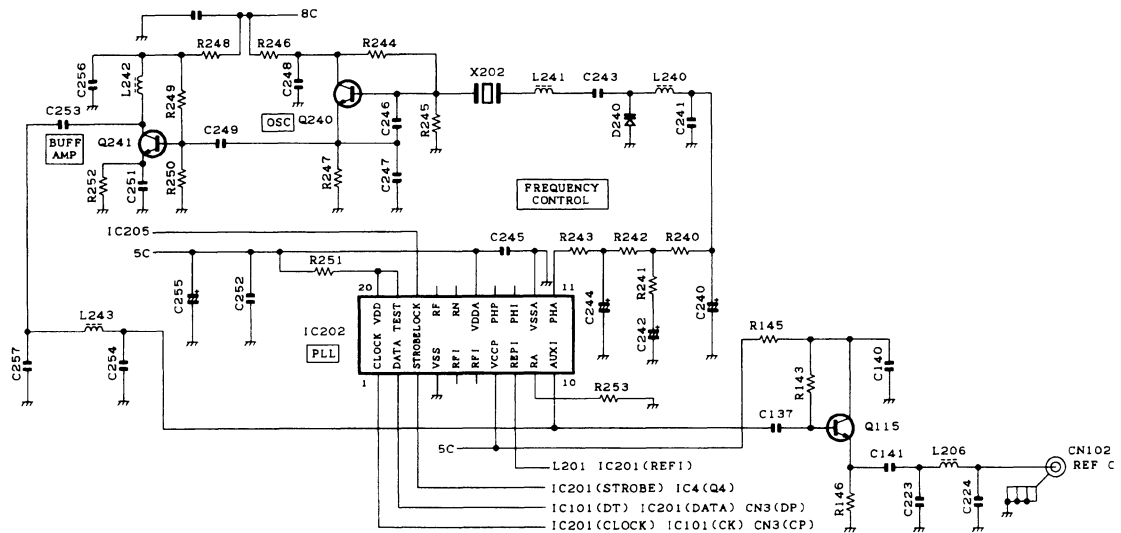 8C
R248
R246
R244
C256
L242
C248
X202
L241
C243
L240
R249
C253
C246
R245
D240
C241
OSC
Q240
C249
BUFF
AMP
Q241
R252
C251
R250
R247
C247
FREQUENCY
CONTROL
IC205
5C
C245
R243
R242
R240
R251
C255
C252
20
11
R241
C244
C242
C240
VDD
TEST
LOCK
RF
RN
VDDA
PHP
PHI
VSSA
PHA
IC202
PLL
CLOCK
DATA
STROBE
VSS
RFI
RFI
VCCP
REPI
RA
AUXI
1
10
L243
C257
C254
R145
R143
C140
R253
C137
Q115
5C
C141
L206
CN102
REF C
R146
C223
C224
L201 IC201(REFI)
IC201(STROBE) IC4(Q4)
IC101(DT) IC201(DATA) CN3(DP)
IC201(CLOCK) IC101(CK) CN3(CP)